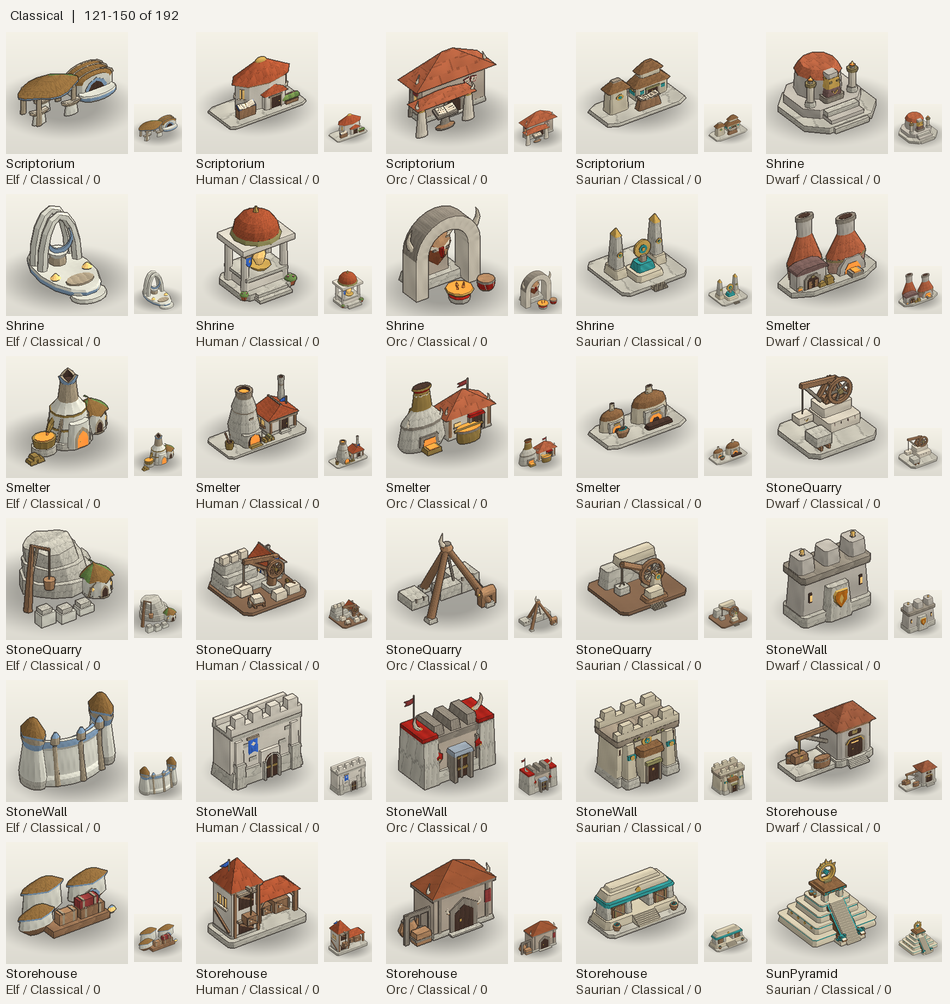 Classical | 121-150 of 192
Scriptorium
Elf / Classical / 0
Scriptorium
Human / Classical / 0
Scriptorium
Orc / Classical / 0
Scriptorium
Saurian / Classical / 0
Shrine
Dwarf / Classical / 0
Shrine
Elf / Classical / 0
Shrine
Human / Classical / 0
Shrine
Orc / Classical / 0
Shrine
Saurian / Classical / 0
Smelter
Dwarf / Classical / 0
Smelter
Elf / Classical / 0
Smelter
Human / Classical / 0
Smelter
Orc / Classical / 0
Smelter
Saurian / Classical / 0
StoneQuarry
Dwarf / Classical / 0
StoneQuarry
Elf / Classical / 0
StoneQuarry
Human / Classical / 0
StoneQuarry
Orc / Classical / 0
StoneQuarry
Saurian / Classical / 0
StoneWall
Dwarf / Classical / 0
StoneWall
Elf / Classical / 0
StoneWall
Human / Classical / 0
StoneWall
Orc / Classical / 0
StoneWall
Saurian / Classical / 0
Storehouse
Dwarf / Classical / 0
Storehouse
Elf / Classical / 0
Storehouse
Human / Classical / 0
Storehouse
Orc / Classical / 0
Storehouse
Saurian / Classical / 0
SunPyramid
Saurian / Classical / 0